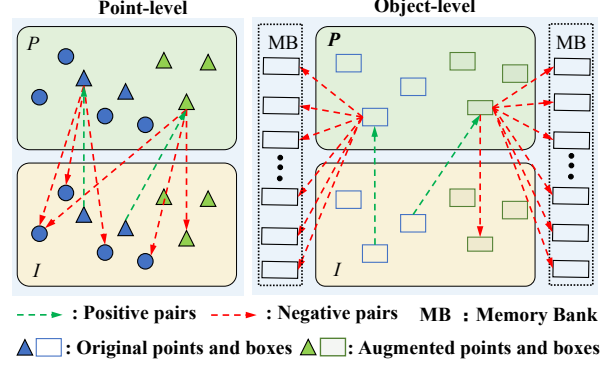 Point-level
Object-level
P
MB
P
MB
I
I
: Positive pairs
: Negative pairs
MB : Memory Bank
: Original points and boxes
: Augmented points and boxes